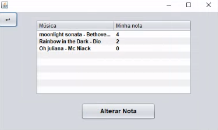 Música Minha nota
moonlight sonata - Bethove... 4
Rainbow in the Dark - Dio 2
Oh juliana - Mc Niack 0
Alterar Nota